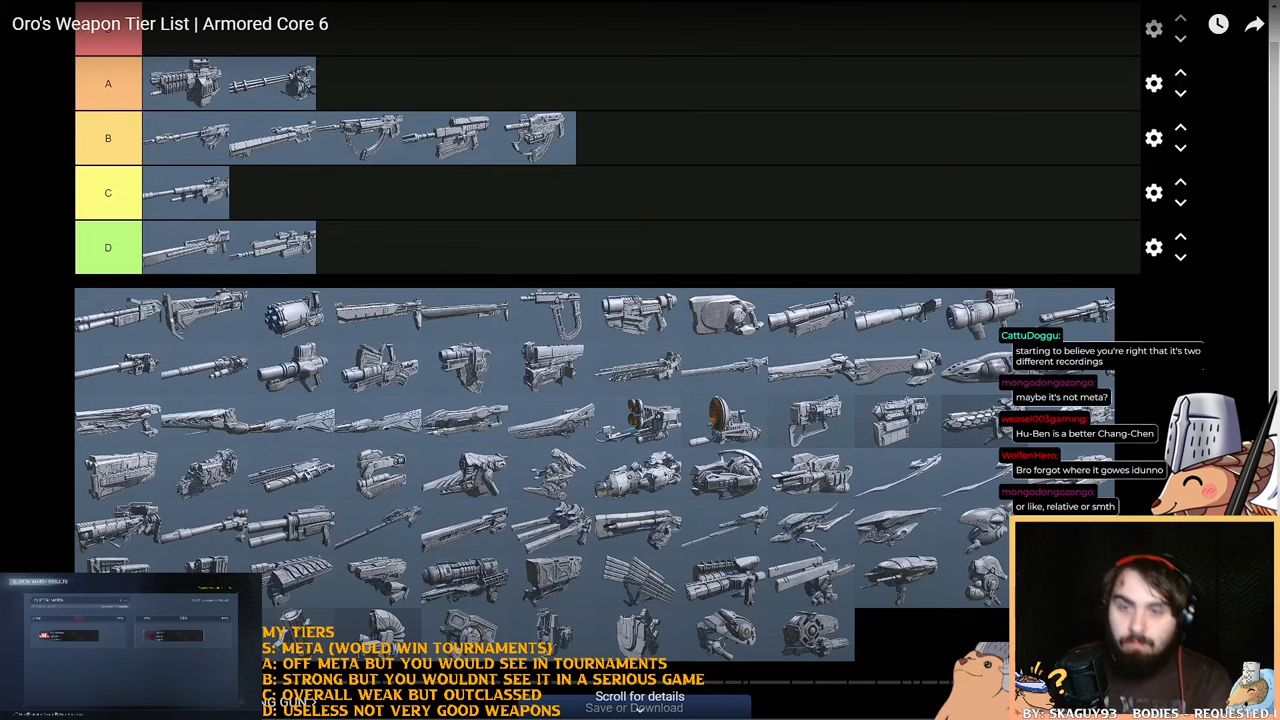 Oro's Weapon Tier List | Armored Core 6
A
B
C
D
CattuDoggu:
starting to believe you're right that it's two
different recordings
mongodongozongo:
maybe it's not meta?
weasel003gaming:
Hu-Ben is a better Chang-Chen
WolfenHero:
Bro forgot where it gowes idunno
mongodongozongo:
or like, relative or smth
MY TIERS
S: META (WOULD WIN TOURNAMENTS)
A: OFF META BUT YOU WOULD SEE IN TOURNAMENTS
B: STRONG BUT YOU WOULDNT SEE IT IN A SERIOUS GAME
C: OVERALL WEAK BUT OUTCLASSED
D: USELESS NOT VERY GOOD WEAPONS
GUN >
Scroll for details
Save or Download
BY: SKAGUY93 - BODIES - REQUESTED